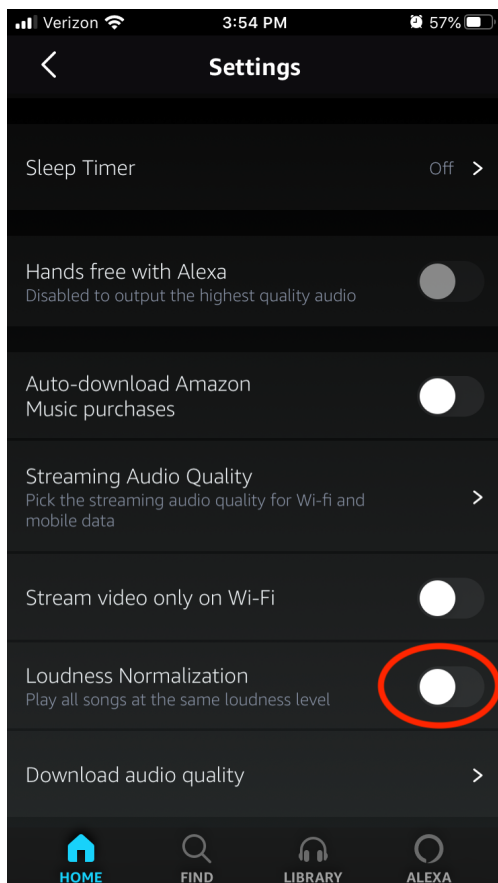 Verizon 3:54 PM 57%
Settings
Sleep Timer Off
Hands free with Alexa
Disabled to output the highest quality audio
Auto-download Amazon
Music purchases
Streaming Audio Quality
Pick the streaming audio quality for Wi-fi and
mobile data
Stream video only on Wi-Fi
Loudness Normalization
Play all songs at the same loudness level
Download audio quality
HOME FIND LIBRARY ALEXA